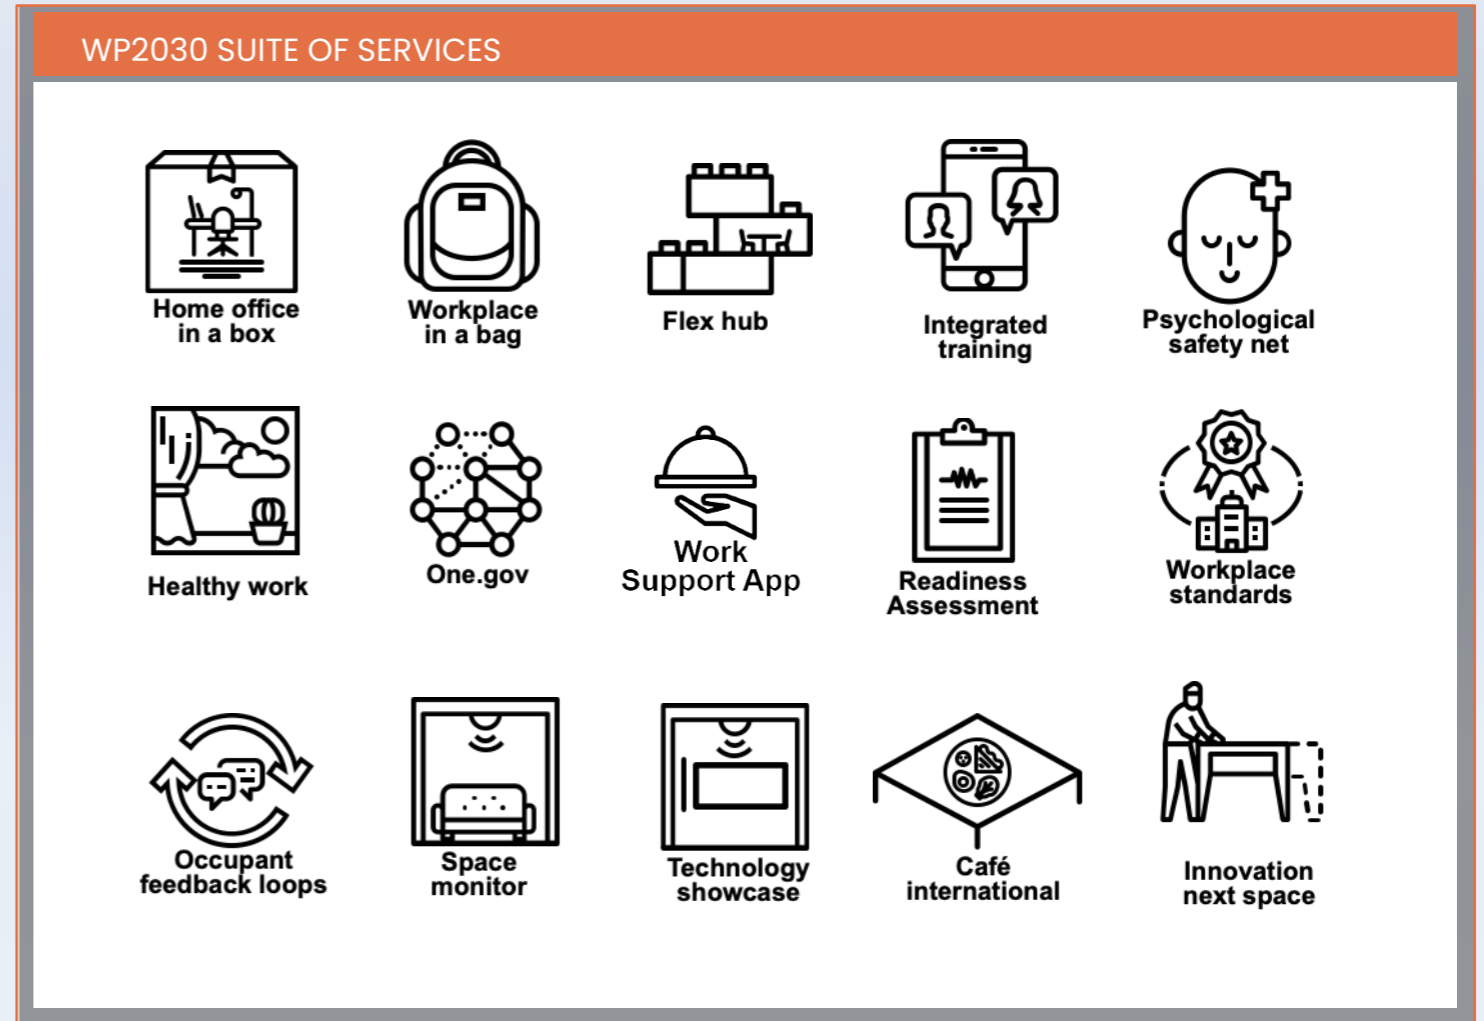 WP2030 SUITE OF SERVICES
Home office
in a box
Workplace
in a bag
Flex hub
Integrated
training
Psychological
safety net
Healthy work
One.gov
Work
Support App
Readiness
Assessment
Workplace
standards
Occupant
feedback loops
Space
monitor
Technology
showcase
Café
international
Innovation
next space